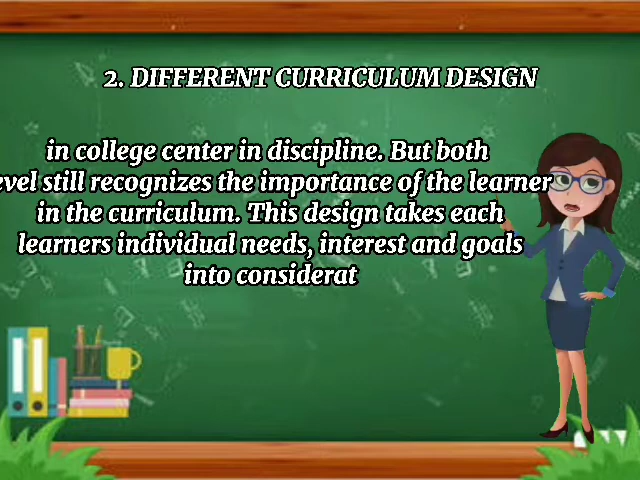 2. DIFFERENT CURRICULUM DESIGN
in college center in discipline. But both
evel still recognizes the importance of the learner
in the curriculum. This design takes each
learners individual needs, interest and goals
into considerat